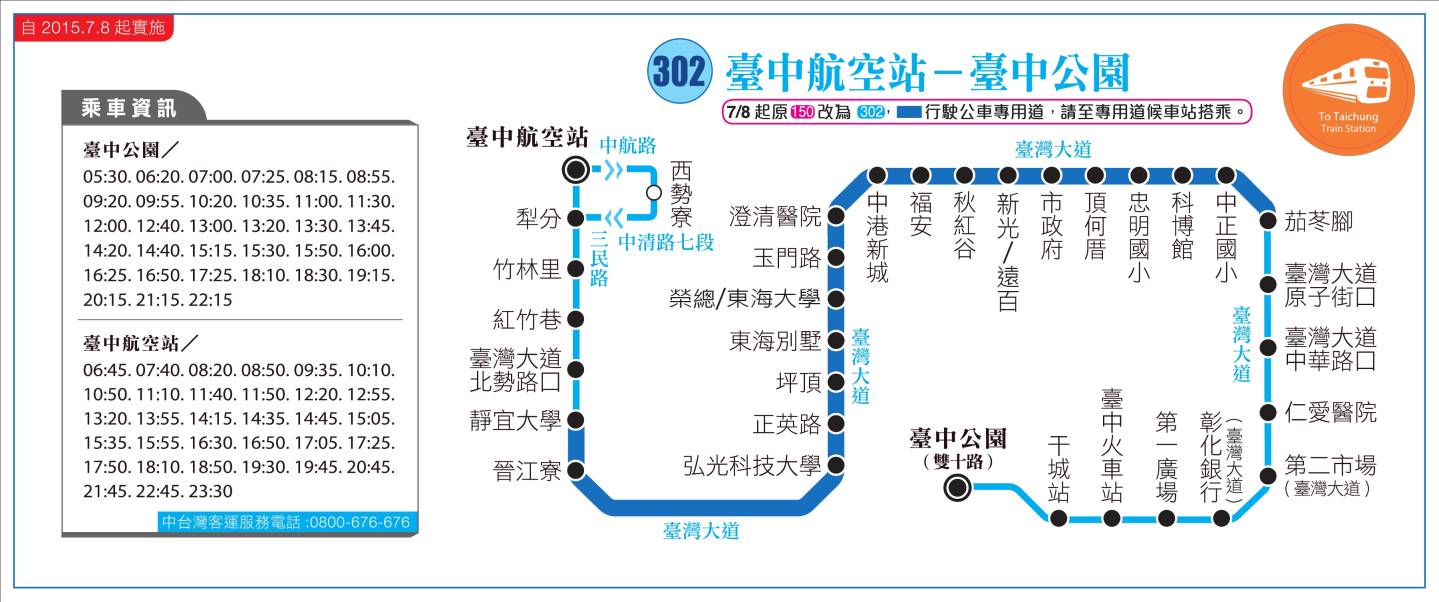 自 2015.7.8 起實施
302
臺中航空站－臺中公園
7/8 起原 150 改為 302， 行駛公車專用道，請至專用道候車站搭乘。
To Taichung
Train Station
乘車資訊
臺中公園／
05:30. 06:20. 07:00. 07:25. 08:15. 08:55.
09:20. 09:55. 10:20. 10:35. 11:00. 11:30.
12:00. 12:40. 13:00. 13:20. 13:30. 13:45.
14:20. 14:40. 15:15. 15:30. 15:50. 16:00.
16:25. 16:50. 17:25. 18:10. 18:30. 19:15.
20:15. 21:15. 22:15
臺中航空站／
06:45. 07:40. 08:20. 08:50. 09:35. 10:10.
10:50. 11:10. 11:40. 11:50. 12:20. 12:55.
13:20. 13:55. 14:15. 14:35. 14:45. 15:05.
15:35. 15:55. 16:30. 16:50. 17:05. 17:25.
17:50. 18:10. 18:50. 19:30. 19:45. 20:45.
21:45. 22:45. 23:30
中台灣客運服務電話 :0800-676-676
臺中航空站
中航路
西勢寮
中清路七段
三民路
犁分
竹林里
紅竹巷
臺灣大道
北勢路口
靜宜大學
晉江寮
臺灣大道
弘光科技大學
正英路
坪頂
東海別墅
榮總/東海大學
玉門路
澄清醫院
臺灣大道
臺灣大道
中港新城
福安
秋紅谷
新光/遠百
市政府
頂何厝
忠明國小
科博館
中正國小
茄苳腳
臺灣大道
原子街口
臺灣大道
中華路口
仁愛醫院
第二市場
（臺灣大道）
臺灣大道
彰化銀行
（臺灣大道）
第一廣場
臺中火車站
干城站
臺中公園
（雙十路）